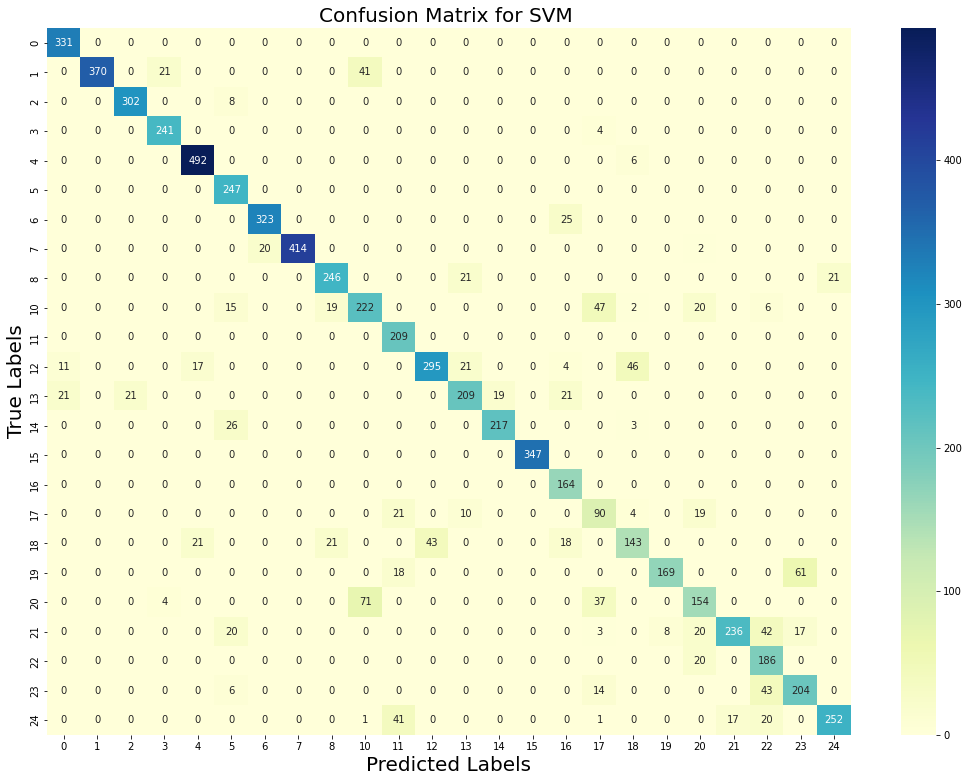 Confusion Matrix for SVM
0 331 0 0 0 0 0 0 0 0 0 0 0 0 0 0 0 0 0 0 0 0 0 0 0 0
1 0 370 0 21 0 0 0 0 0 41 0 0 0 0 0 0 0 0 0 0 0 0 0 0
2 0 0 302 0 0 8 0 0 0 0 0 0 0 0 0 0 0 0 0 0 0 0 0 0
3 0 0 0 241 0 0 0 0 0 0 0 0 0 0 0 0 4 0 0 0 0 0 0 0
4 0 0 0 0 492 0 0 0 0 0 0 0 0 0 0 0 0 6 0 0 0 0 0 0
5 0 0 0 0 0 247 0 0 0 0 0 0 0 0 0 0 0 0 0 0 0 0 0 0
6 0 0 0 0 0 0 323 0 0 0 0 0 0 0 0 25 0 0 0 0 0 0 0 0
7 0 0 0 0 0 0 20 414 0 0 0 0 0 0 0 0 0 0 0 2 0 0 0 0
8 0 0 0 0 0 0 0 0 246 0 0 0 21 0 0 0 0 0 0 0 0 0 0 21
10 0 0 0 0 0 15 0 0 19 222 0 0 0 0 0 0 47 2 0 20 0 6 0 0
11 0 0 0 0 0 0 0 0 0 0 209 0 0 0 0 0 0 0 0 0 0 0 0 0
12 11 0 0 0 17 0 0 0 0 0 0 295 21 0 0 4 0 46 0 0 0 0 0 0
13 21 0 21 0 0 0 0 0 0 0 0 0 209 19 0 21 0 0 0 0 0 0 0 0
14 0 0 0 0 0 26 0 0 0 0 0 0 0 217 0 0 0 3 0 0 0 0 0 0
15 0 0 0 0 0 0 0 0 0 0 0 0 0 0 347 0 0 0 0 0 0 0 0 0
16 0 0 0 0 0 0 0 0 0 0 0 0 0 0 0 164 0 0 0 0 0 0 0 0
17 0 0 0 0 0 0 0 0 0 0 21 0 10 0 0 0 90 4 0 19 0 0 0 0
18 0 0 0 0 21 0 0 0 21 0 0 43 0 0 0 18 0 143 0 0 0 0 0 0
19 0 0 0 0 0 0 0 0 0 0 18 0 0 0 0 0 0 0 169 0 0 0 61 0
20 0 0 0 4 0 0 0 0 0 71 0 0 0 0 0 0 37 0 0 154 0 0 0 0
21 0 0 0 0 0 20 0 0 0 0 0 0 0 0 0 0 3 0 8 20 236 42 17 0
22 0 0 0 0 0 0 0 0 0 0 0 0 0 0 0 0 0 0 0 20 0 186 0 0
23 0 0 0 0 0 6 0 0 0 0 0 0 0 0 0 0 14 0 0 0 0 43 204 0
24 0 0 0 0 0 0 0 0 0 1 41 0 0 0 0 0 1 0 0 0 17 20 0 252
0 1 2 3 4 5 6 7 8 10 11 12 13 14 15 16 17 18 19 20 21 22 23 24
Predicted Labels
True Labels
400
300
200
100
0